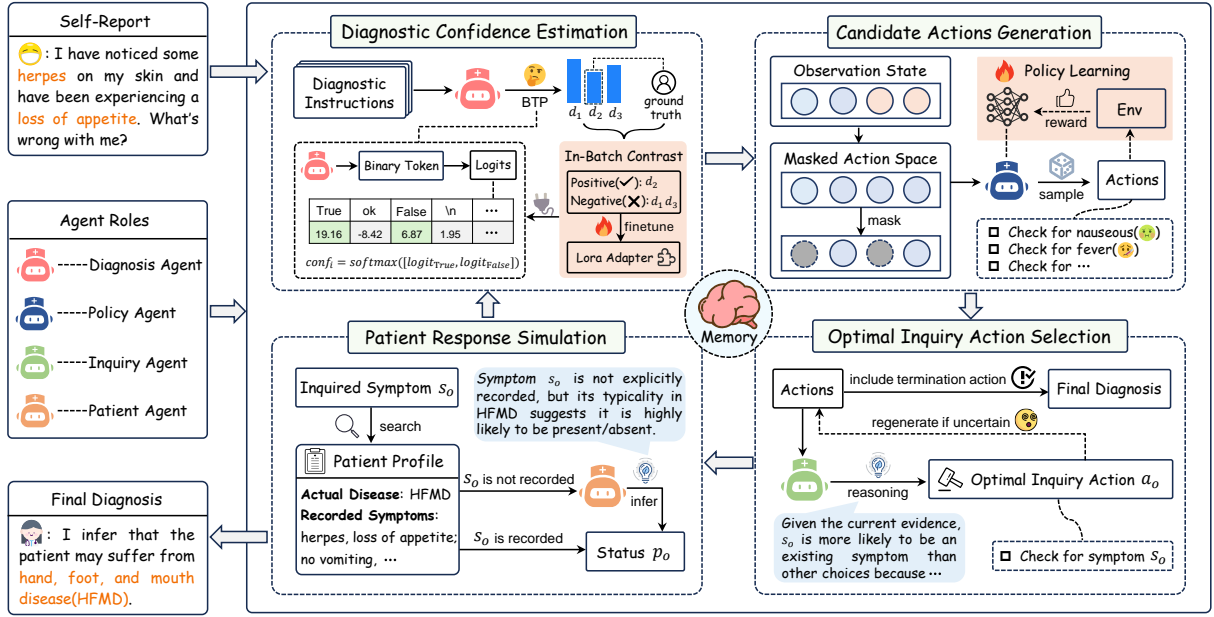 Self-Report
: I have noticed some
herpes on my skin and
have been experiencing a
loss of appetite. What's
wrong with me?
Agent Roles
Diagnosis Agent
Policy Agent
Inquiry Agent
Patient Agent
Final Diagnosis
: I infer that the
patient may suffer from
hand, foot, and mouth
disease(HFMD).
Diagnostic Confidence Estimation
Diagnostic
Instructions
BTP
d1 d2 d3
ground
truth
Binary Token
Logits
True ok False \n ⋯
19.16 -8.42 6.87 1.95 ⋯
conf_i = softmax([logit_True, logit_False])
In-Batch Contrast
Positive(✓): d2
Negative(✗): d1 d3
finetune
Lora Adapter
Candidate Actions Generation
Observation State
Masked Action Space
mask
Policy Learning
reward
Env
sample
Actions
Check for nauseous( )
Check for fever( )
Check for ⋯
Memory
Patient Response Simulation
Inquired Symptom s_o
search
Patient Profile
Actual Disease: HFMD
Recorded Symptoms:
herpes, loss of appetite;
no vomiting, ⋯
Symptom s_o is not explicitly
recorded, but its typicality in
HFMD suggests it is highly
likely to be present/absent.
s_o is not recorded
infer
s_o is recorded
Status p_o
Optimal Inquiry Action Selection
Actions
include termination action
Final Diagnosis
regenerate if uncertain
reasoning
Optimal Inquiry Action a_o
Given the current evidence,
s_o is more likely to be an
existing symptom than
other choices because ⋯
Check for symptom s_o